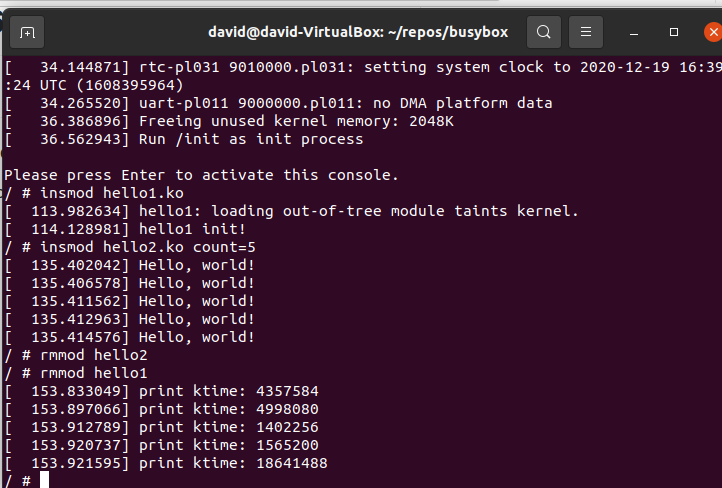 david@david-VirtualBox: ~/repos/busybox
[   34.144871] rtc-pl031 9010000.pl031: setting system clock to 2020-12-19 16:39
:24 UTC (1608395964)
[   34.265520] uart-pl011 9000000.pl011: no DMA platform data
[   36.386896] Freeing unused kernel memory: 2048K
[   36.562943] Run /init as init process
Please press Enter to activate this console.
/ # insmod hello1.ko
[  113.982634] hello1: loading out-of-tree module taints kernel.
[  114.128981] hello1 init!
/ # insmod hello2.ko count=5
[  135.402042] Hello, world!
[  135.406578] Hello, world!
[  135.411562] Hello, world!
[  135.412963] Hello, world!
[  135.414576] Hello, world!
/ # rmmod hello2
/ # rmmod hello1
[  153.833049] print ktime: 4357584
[  153.897066] print ktime: 4998080
[  153.912789] print ktime: 1402256
[  153.920737] print ktime: 1565200
[  153.921595] print ktime: 18641488
/ #